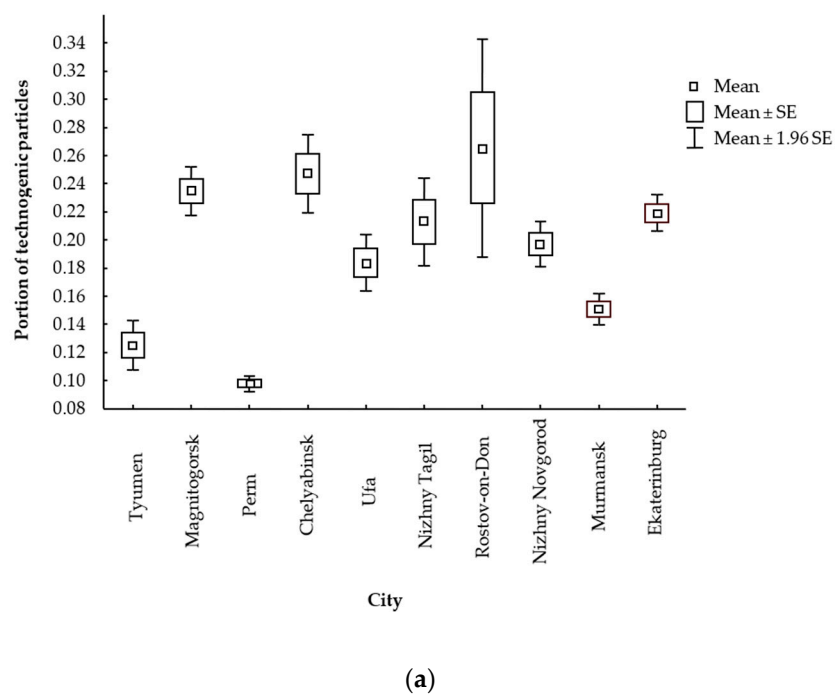 Portion of technogenic particles
0.34
0.32
0.30
0.28
0.26
0.24
0.22
0.20
0.18
0.16
0.14
0.12
0.10
0.08
Mean
Mean ± SE
Mean ± 1.96 SE
Tyumen
Magnitogorsk
Perm
Chelyabinsk
Ufa
Nizhny Tagil
Rostov-on-Don
Nizhny Novgorod
Murmansk
Ekaterinburg
City
(a)